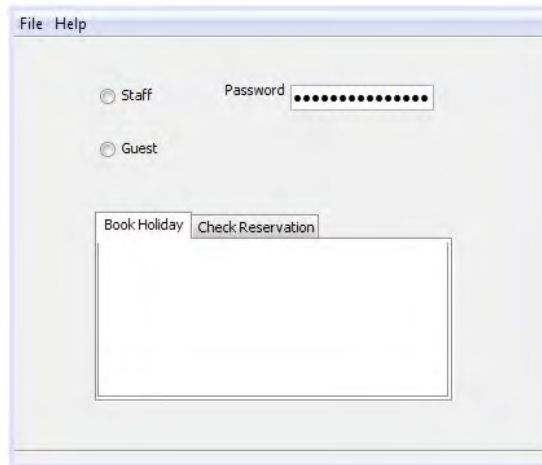 File Help
Staff
Password ●●●●●●●●●●●●●●●
Guest
Book Holiday
Check Reservation